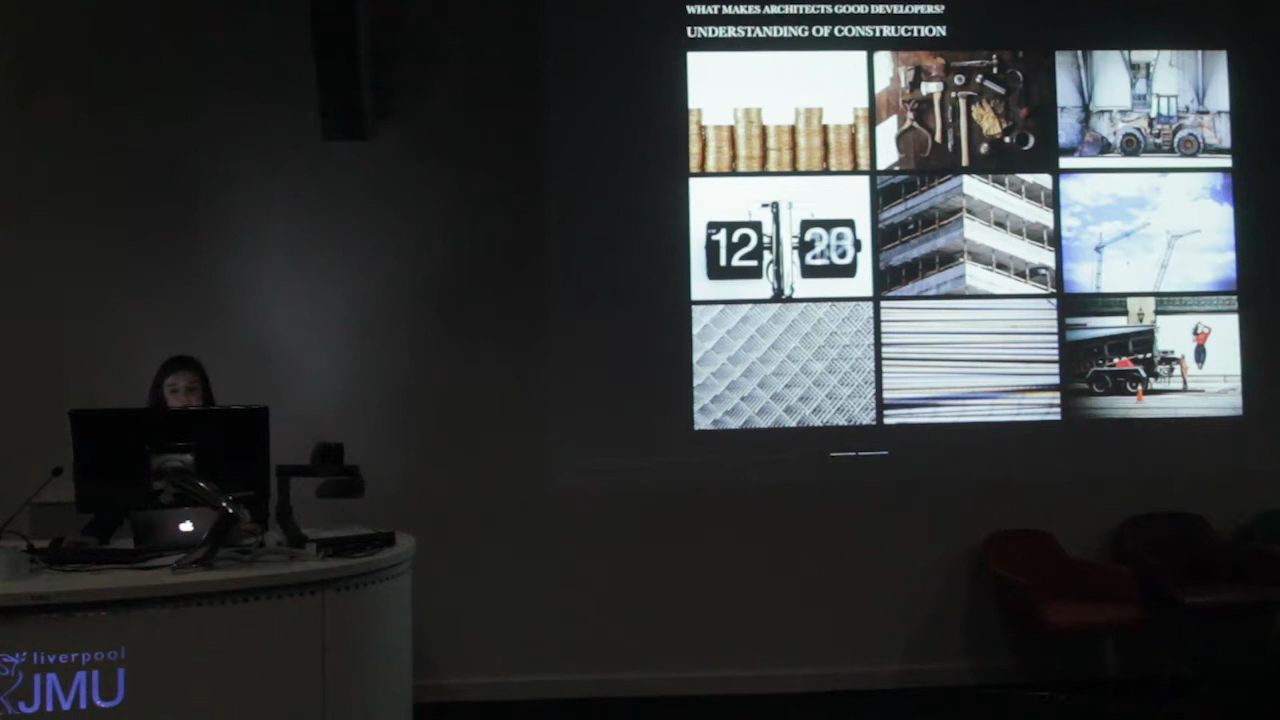 WHAT MAKES ARCHITECTS GOOD DEVELOPERS?
UNDERSTANDING OF CONSTRUCTION
12
liverpool
JMU